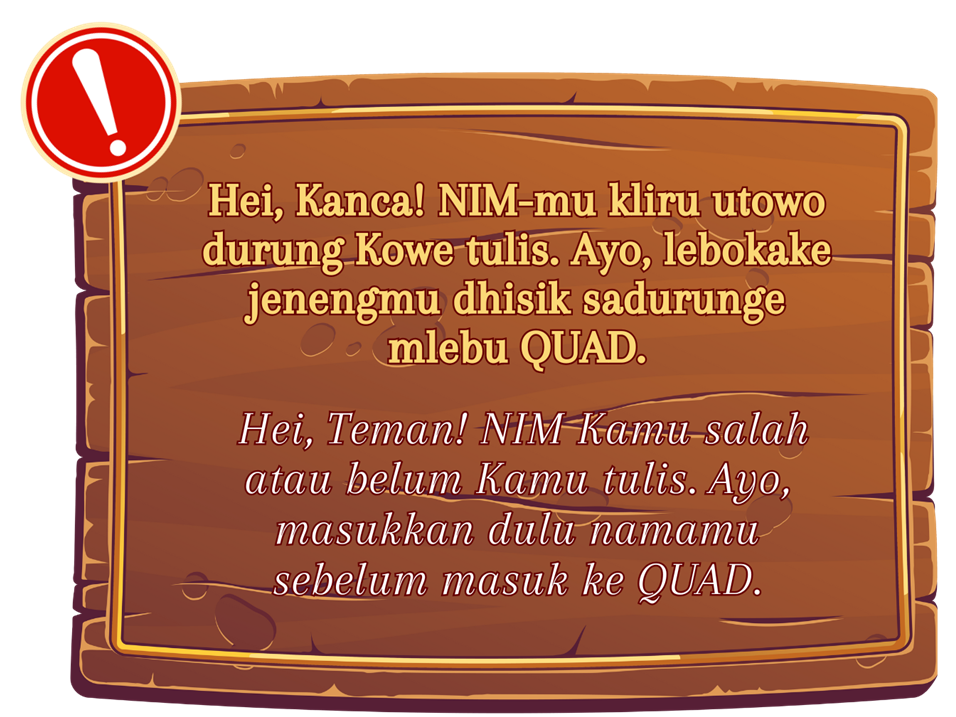 Hei, Kanca! NIM-mu kliru utowo
durung Kowe tulis. Ayo, lebokake
jenengmu dhisik sadurunge
mlebu QUAD.
Hei, Teman! NIM Kamu salah
atau belum Kamu tulis. Ayo,
masukkan dulu namamu
sebelum masuk ke QUAD.